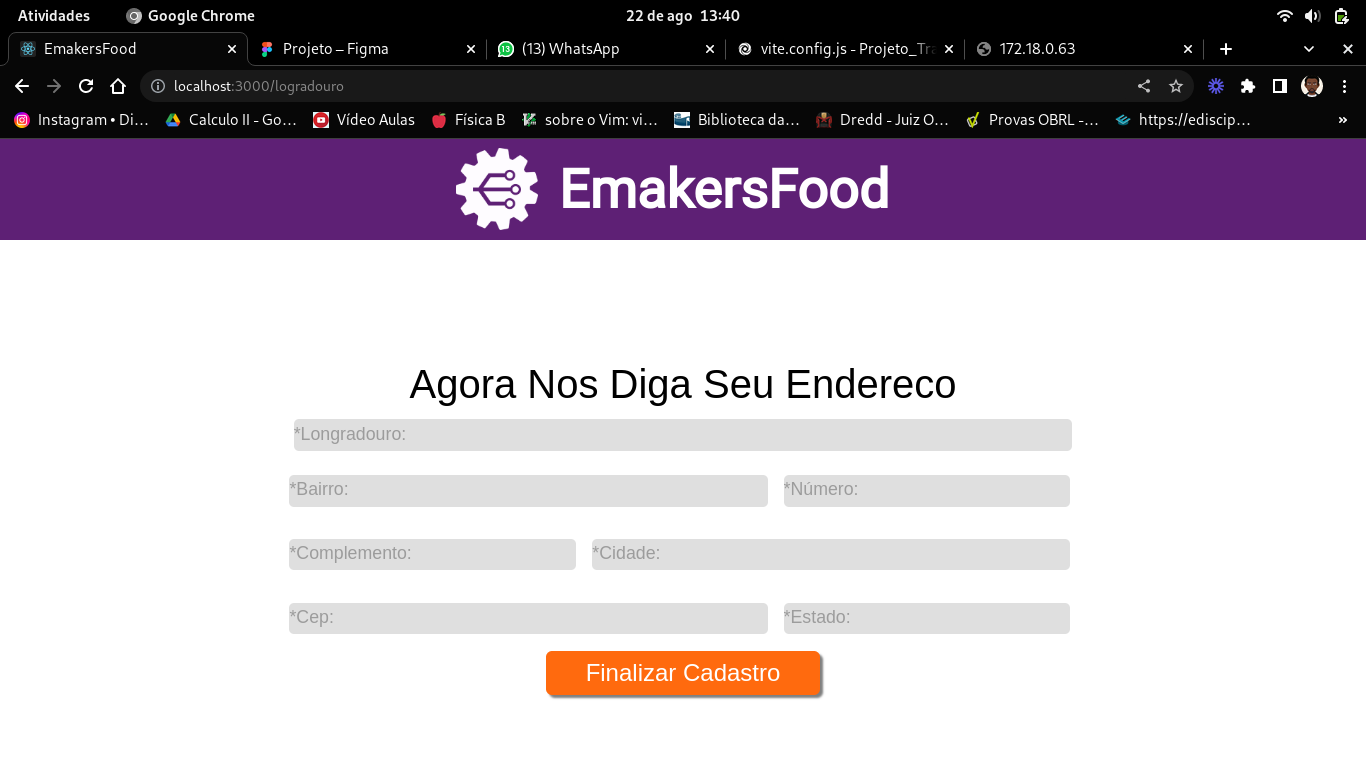 Atividades Google Chrome 22 de ago 13:40
EmakersFood Projeto – Figma (13) WhatsApp vite.config.js - Projeto_Tra 172.18.0.63
localhost:3000/logradouro
Instagram • Di... Calculo II - Go... Vídeo Aulas Física B sobre o Vim: vi... Biblioteca da... Dredd - Juiz O... Provas OBRL -... https://ediscip... »
EmakersFood
Agora Nos Diga Seu Endereco
*Longradouro:
*Bairro: *Número:
*Complemento: *Cidade:
*Cep: *Estado:
Finalizar Cadastro